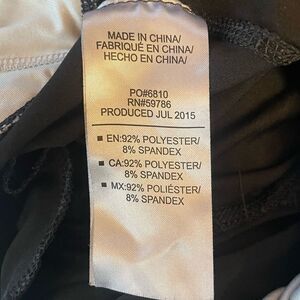 MADE IN CHINA/
FABRIQUÉ EN CHINA/
HECHO EN CHINA/
PO#6810
RN#59786
PRODUCED JUL 2015
■ EN:92% POLYESTER/
8% SPANDEX
■ CA:92% POLYESTER/
8% SPANDEX
■ MX:92% POLIÉSTER/
8% SPANDEX